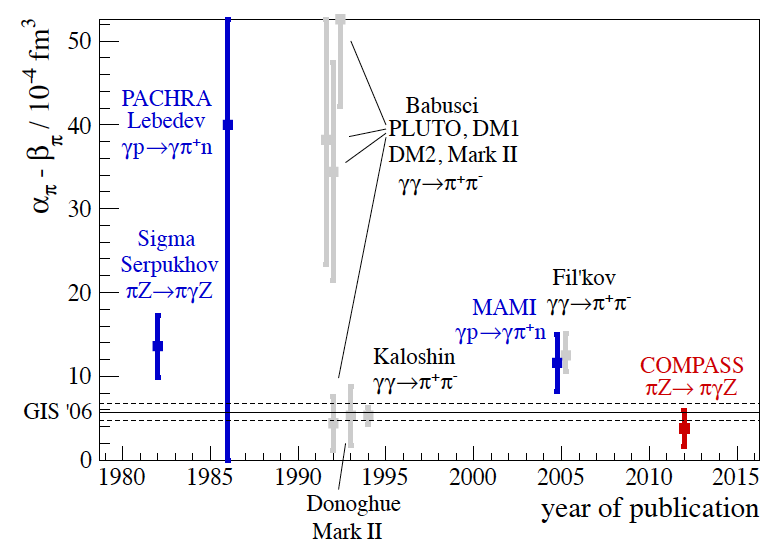 α_π - β_π / 10⁻⁴ fm³
50
40
30
20
10
0
GIS '06
PACHRA
Lebedev
γp→γπ⁺n
Sigma
Serpukhov
πZ→πγZ
Babusci
PLUTO, DM1
DM2, Mark II
γγ→π⁺π⁻
Kaloshin
γγ→π⁺π⁻
Fil'kov
γγ→π⁺π⁻
MAMI
γp→γπ⁺n
COMPASS
πZ→ πγZ
1980
1985
1990
1995
2000
2005
2010
2015
Donoghue
Mark II
year of publication